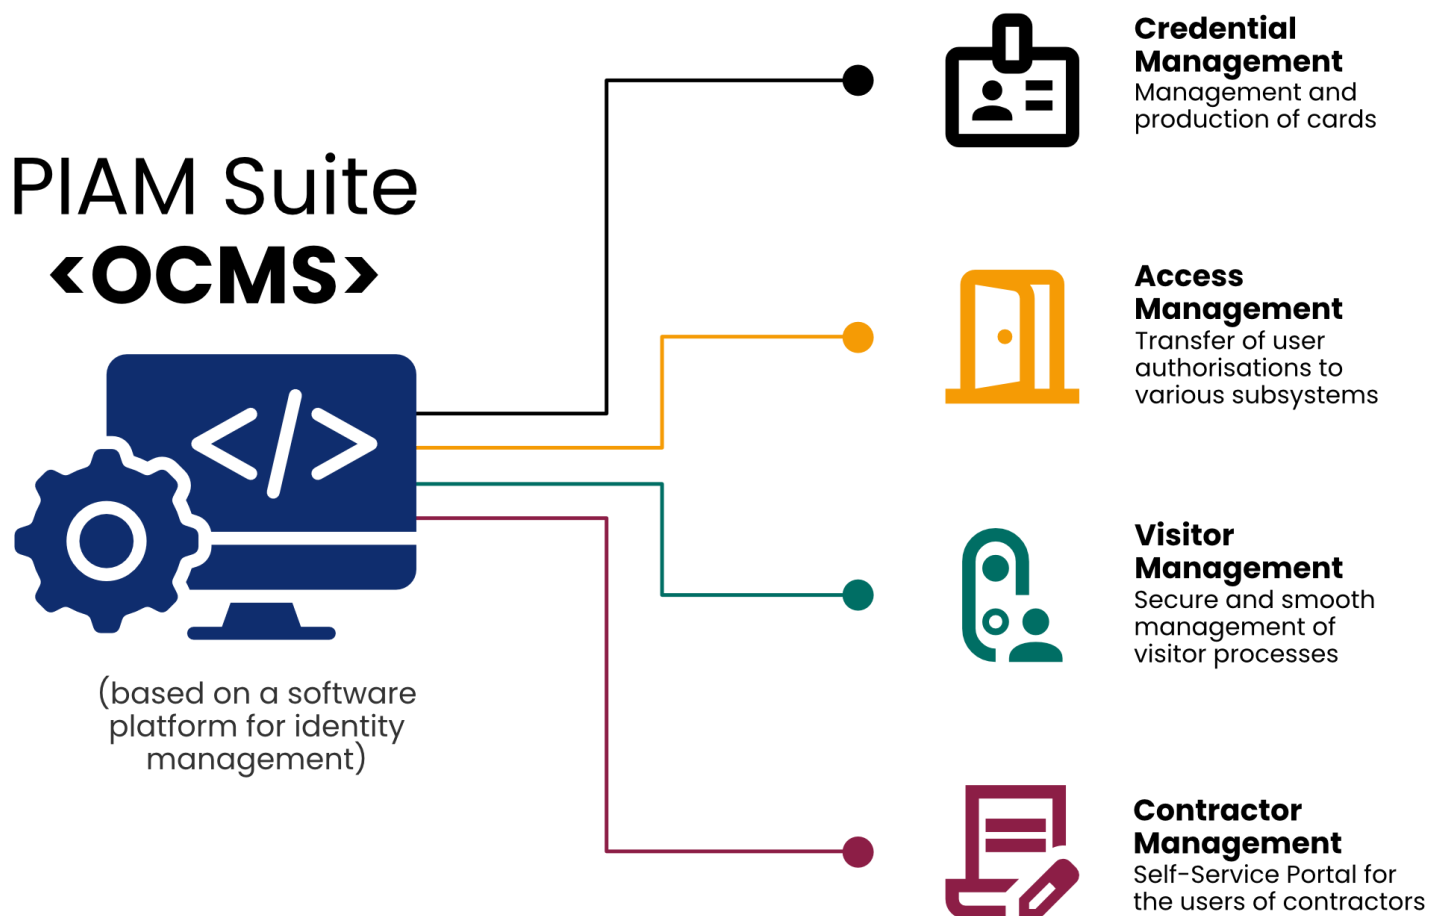 PIAM Suite
<OCMS>
(based on a software
platform for identity
management)
Credential
Management
Management and
production of cards
Access
Management
Transfer of user
authorisations to
various subsystems
Visitor
Management
Secure and smooth
management of
visitor processes
Contractor
Management
Self-Service Portal for
the users of contractors